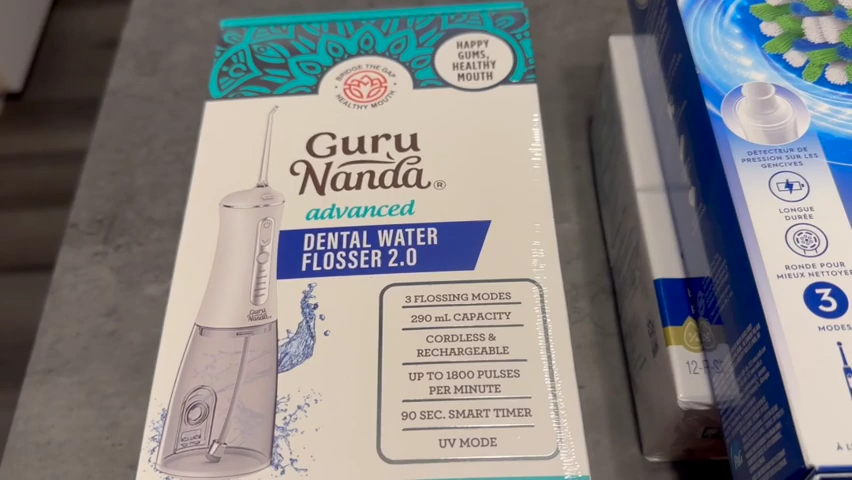 HAPPY
GUMS,
HEALTHY
MOUTH
BRIDGE THE GAP
HEALTHY MOUTH
Guru
Nanda®
advanced
DENTAL WATER
FLOSSER 2.0
3 FLOSSING MODES
290 mL CAPACITY
CORDLESS &
RECHARGEABLE
UP TO 1800 PULSES
PER MINUTE
90 SEC. SMART TIMER
UV MODE
Guru
Nanda
DÉTECTEUR DE
PRESSION SUR LES
GENCIVES
LONGUE
DURÉE
RONDE POUR
MIEUX NETTOYER
3
MODES